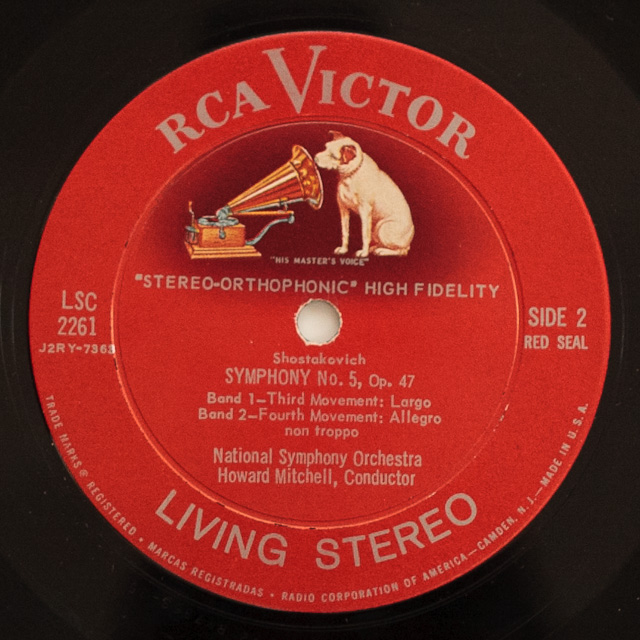 RCA VICTOR
"HIS MASTER'S VOICE"
"STEREO-ORTHOPHONIC" HIGH FIDELITY
LSC
2261
J2RY-7363
SIDE 2
RED SEAL
Shostakovich
SYMPHONY No. 5, Op. 47
Band 1—Third Movement: Largo
Band 2—Fourth Movement: Allegro
non troppo
National Symphony Orchestra
Howard Mitchell, Conductor
LIVING STEREO
TRADE MARKS ® REGISTERED • MARCAS REGISTRADAS • RADIO CORPORATION OF AMERICA—CAMDEN, N.J.—MADE IN U.S.A.